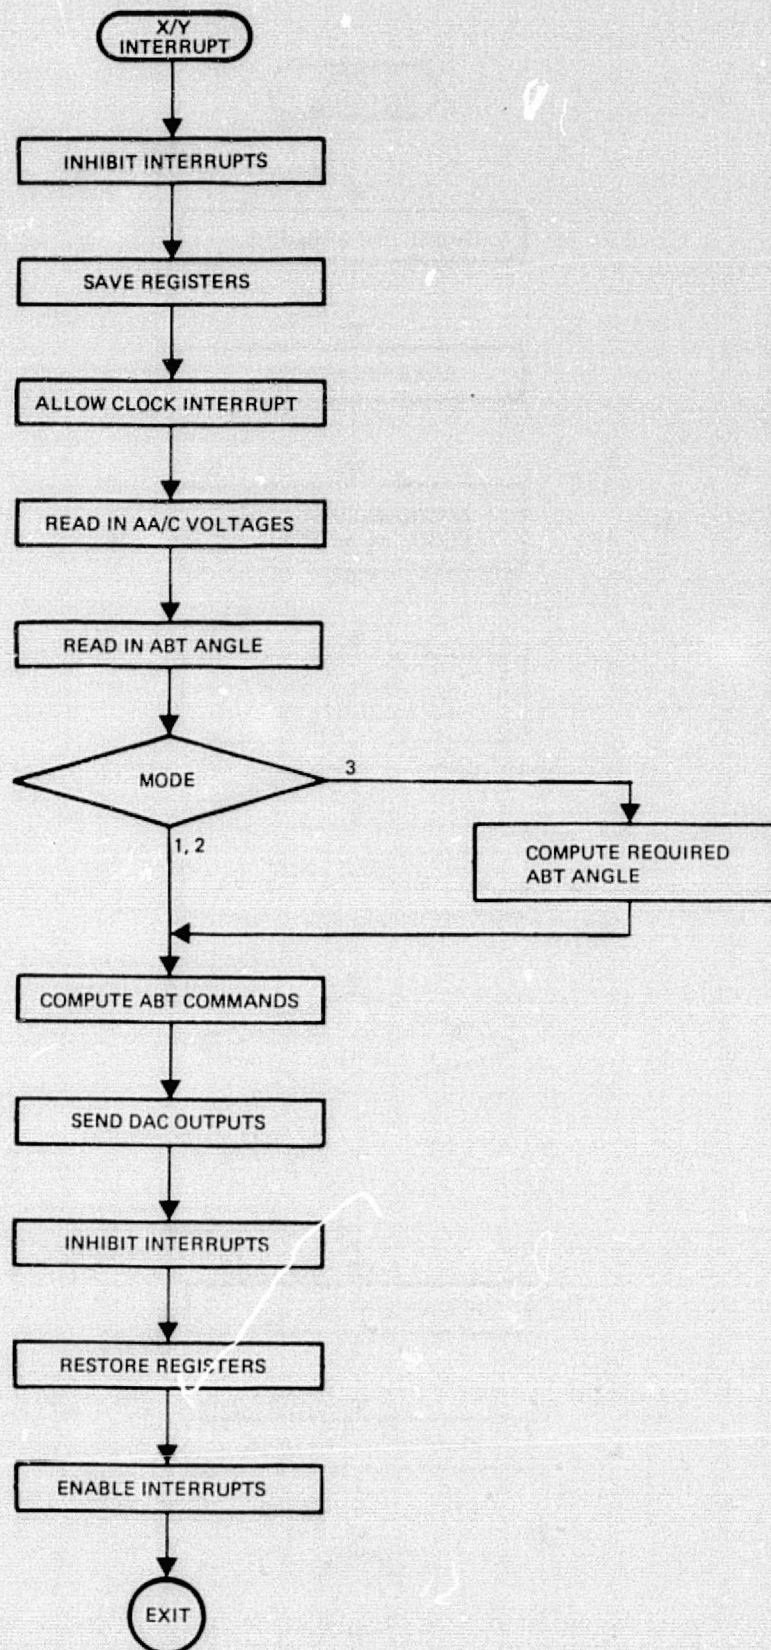 X/Y
INTERRUPT
INHIBIT INTERRUPTS
SAVE REGISTERS
ALLOW CLOCK INTERRUPT
READ IN AA/C VOLTAGES
READ IN ABT ANGLE
MODE
3
1, 2
COMPUTE REQUIRED
ABT ANGLE
COMPUTE ABT COMMANDS
SEND DAC OUTPUTS
INHIBIT INTERRUPTS
RESTORE REGISTERS
ENABLE INTERRUPTS
EXIT